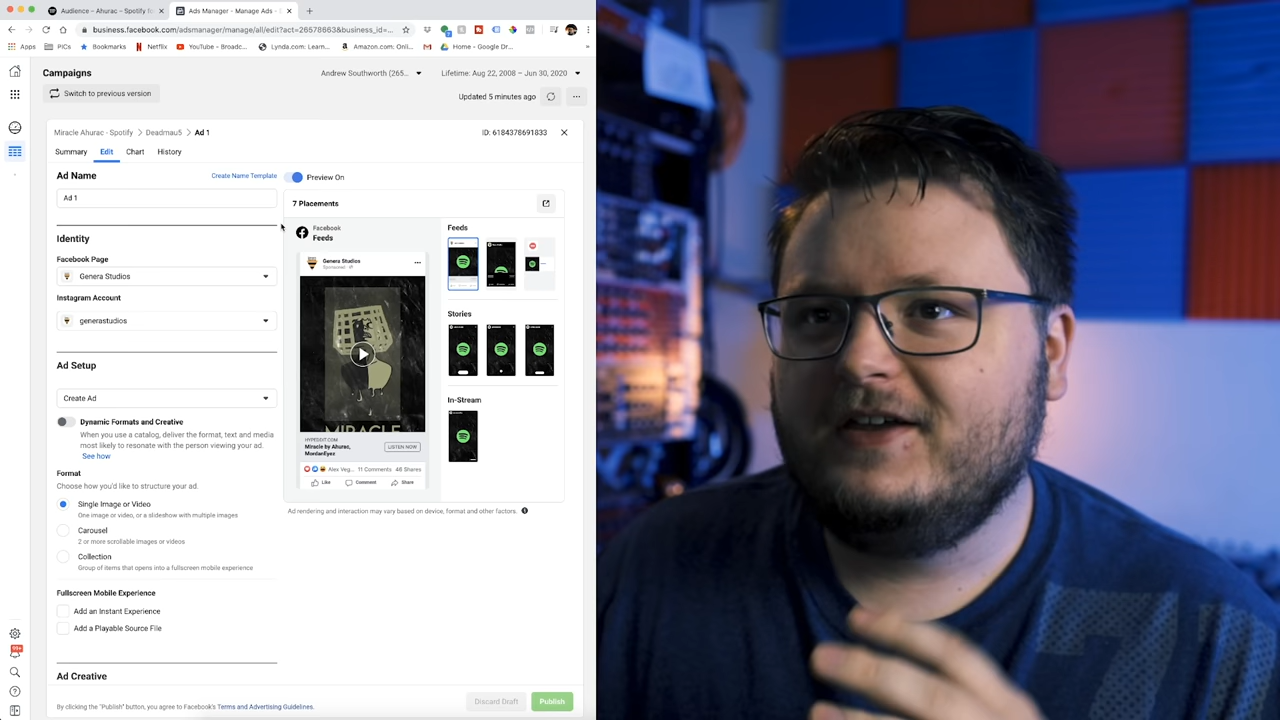 Audience – Ahurac – Spotify fo
Ads Manager - Manage Ads -
business.facebook.com/adsmanager/manage/all/edit?act=26578663&business_id=...
Apps
PICs
Bookmarks
Netflix
YouTube – Broadc...
Lynda.com: Learn...
Amazon.com: Onli...
Home - Google Dr...
Campaigns
Andrew Southworth (265...
Lifetime: Aug 22, 2008 – Jun 30, 2020
Switch to previous version
Updated 5 minutes ago
Miracle Ahurac - Spotify
Deadmau5
Ad 1
ID: 6184378691833
Summary
Edit
Chart
History
Ad Name
Create Name Template
Preview On
Ad 1
7 Placements
Identity
Facebook
Feeds
Feeds
Facebook Page
Genera Studios
Genera Studios
Sponsored
Instagram Account
generastudios
Stories
Ad Setup
Create Ad
In-Stream
Dynamic Formats and Creative
When you use a catalog, deliver the format, text and media
most likely to resonate with the person viewing your ad.
See how
MIRACLE
HYPEDDIT.COM
Miracle by Ahurac,
MordanEyez
LISTEN NOW
Alex Veg...
11 Comments
46 Shares
Like
Comment
Share
Format
Choose how you'd like to structure your ad.
Single Image or Video
One image or video, or a slideshow with multiple images
Ad rendering and interaction may vary based on device, format and other factors.
Carousel
2 or more scrollable images or videos
Collection
Group of items that opens into a fullscreen mobile experience
Fullscreen Mobile Experience
Add an Instant Experience
Add a Playable Source File
99+
Ad Creative
By clicking the "Publish" button, you agree to Facebook's Terms and Advertising Guidelines.
Discard Draft
Publish